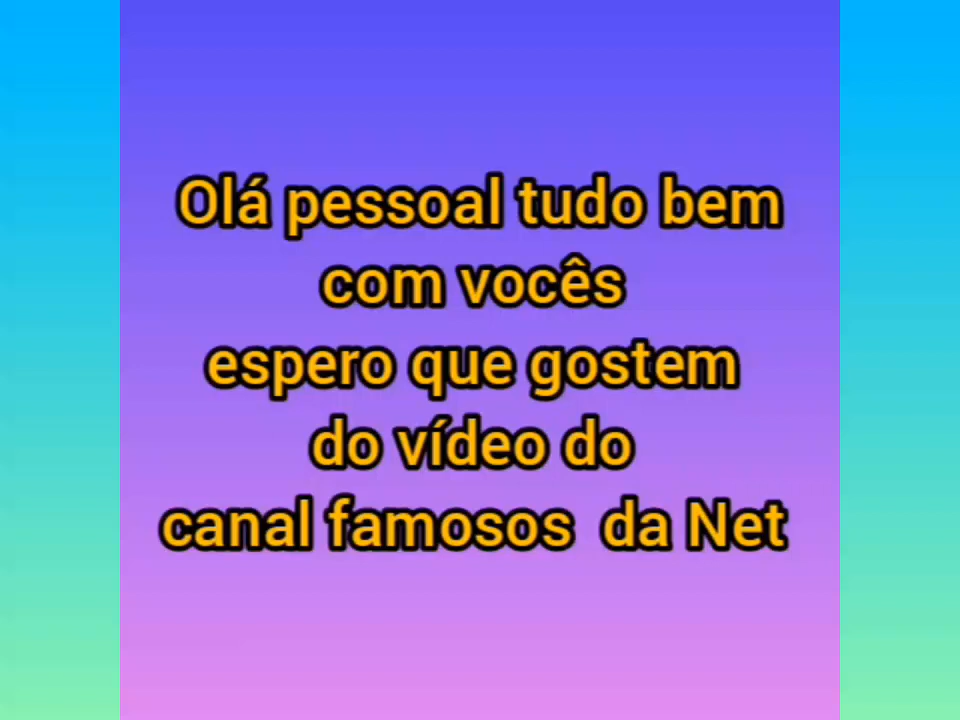 Olá pessoal tudo bem
com vocês
espero que gostem
do vídeo do
canal famosos  da Net